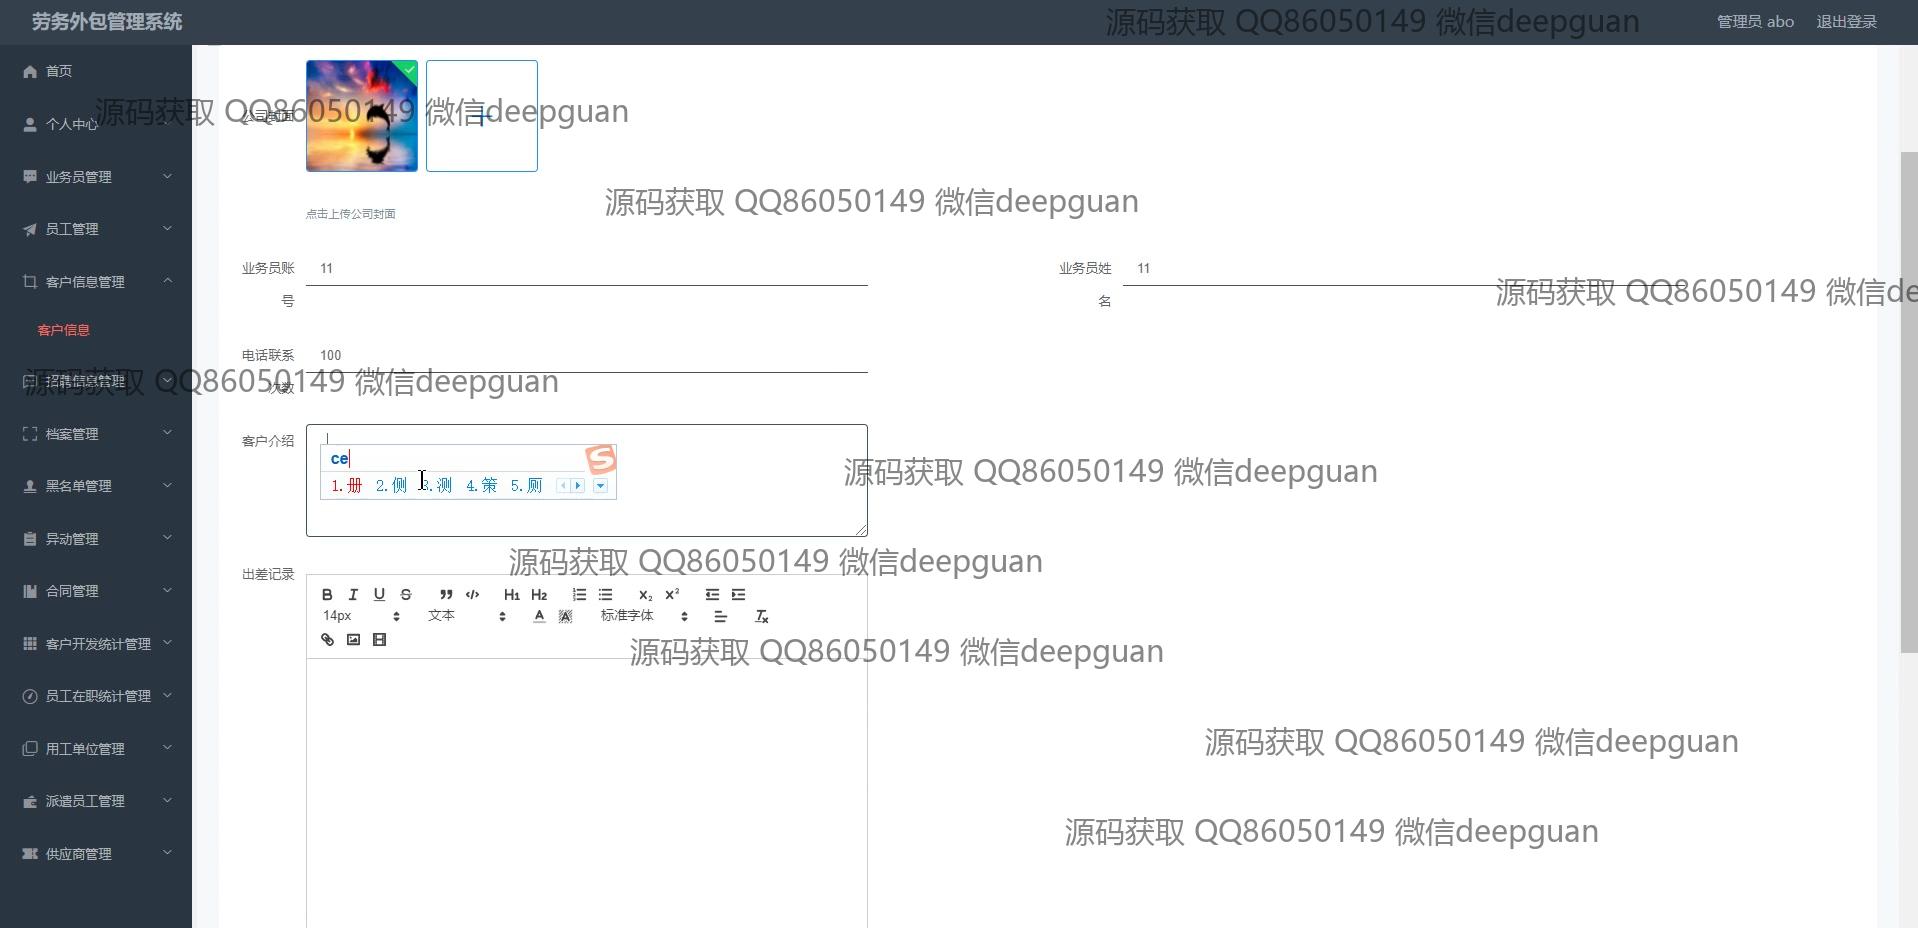 劳务外包管理系统
源码获取 QQ86050149 微信deepguan
管理员 abo
退出登录
首页
个人中心
源码获取 QQ86050149 微信deepguan
公司封面
业务员管理
源码获取 QQ86050149 微信deepguan
点击上传公司封面
员工管理
业务员账号
11
业务员姓名
11
客户信息管理
源码获取 QQ86050149 微信de
客户信息
电话联系次数
100
招聘信息管理
源码获取 QQ86050149 微信deepguan
档案管理
客户介绍
ce
1.册 2.侧 3.测 4.策 5.厕
源码获取 QQ86050149 微信deepguan
黑名单管理
异动管理
源码获取 QQ86050149 微信deepguan
出差记录
B I U S H1 H2 x₂ x²
14px 文本 A A 标准字体 Tx
合同管理
客户开发统计管理
源码获取 QQ86050149 微信deepguan
员工在职统计管理
用工单位管理
源码获取 QQ86050149 微信deepguan
派遣员工管理
源码获取 QQ86050149 微信deepguan
供应商管理